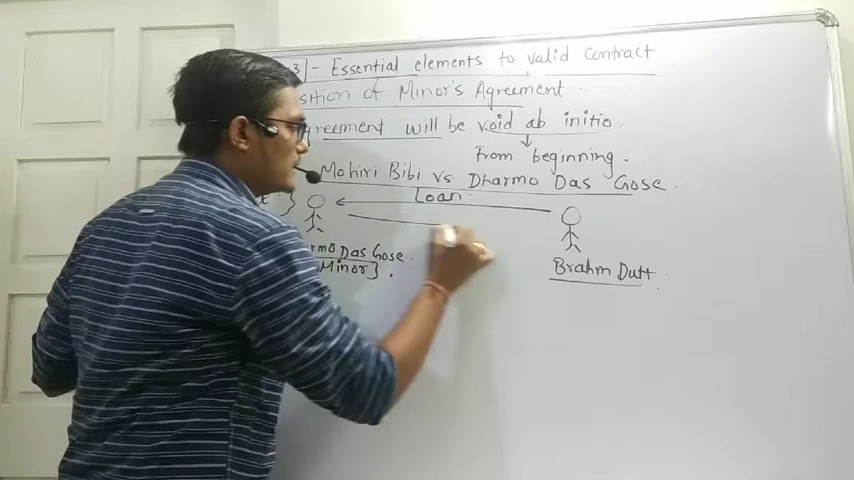 3] - Essential elements to valid Contract
sition of Minor's Agreement
reement will be void ab initio.
From beginning.
Mohiri Bibi vs. Dharmo Das Gose.
Loan.
rmo Das Gose.
Minor}.
Brahm Dutt